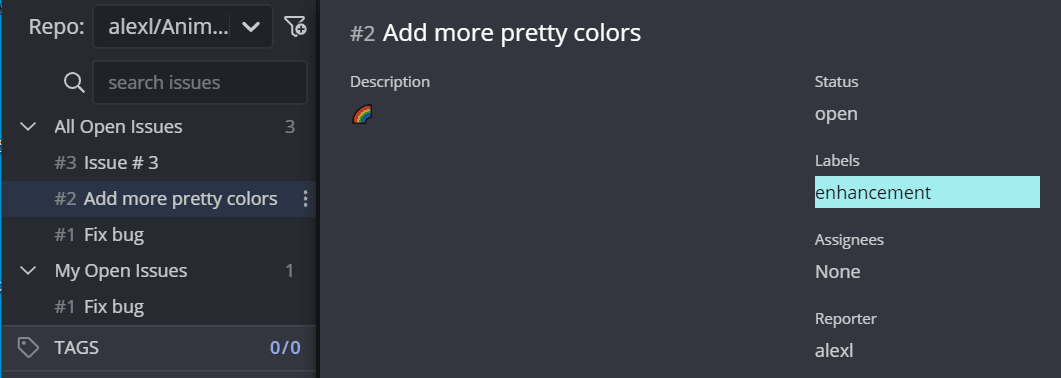 Repo: alexl/Anim...
search issues
All Open Issues 3
#3 Issue # 3
#2 Add more pretty colors
#1 Fix bug
My Open Issues 1
#1 Fix bug
TAGS 0/0
#2 Add more pretty colors
Description
🌈
Status
open
Labels
enhancement
Assignees
None
Reporter
alexl